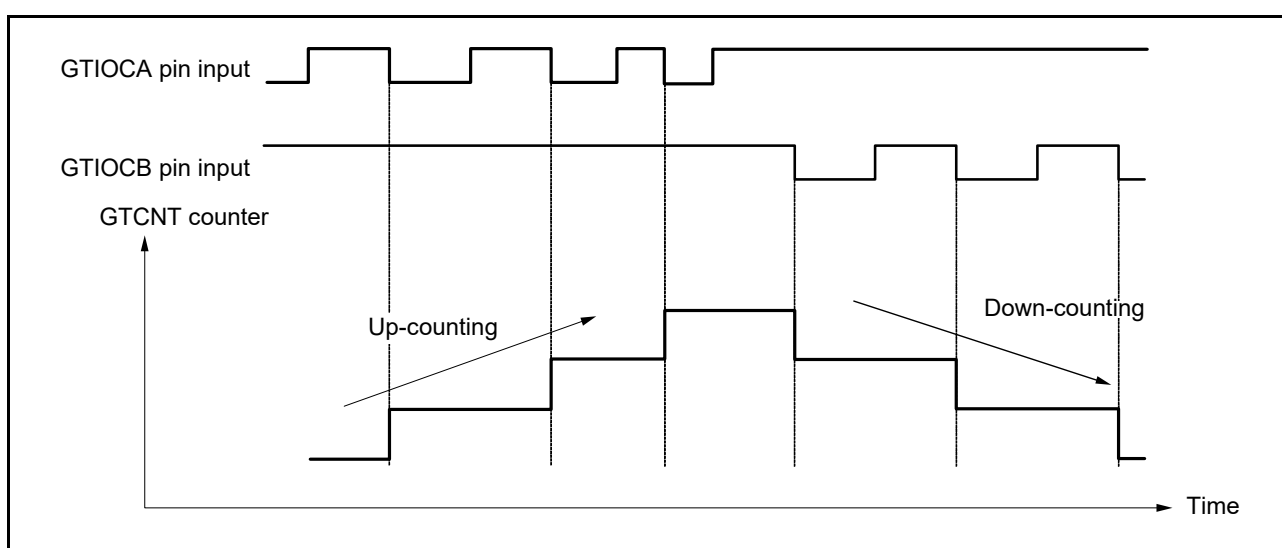 GTIOCA pin input
GTIOCB pin input
GTCNT counter
Up-counting
Down-counting
Time